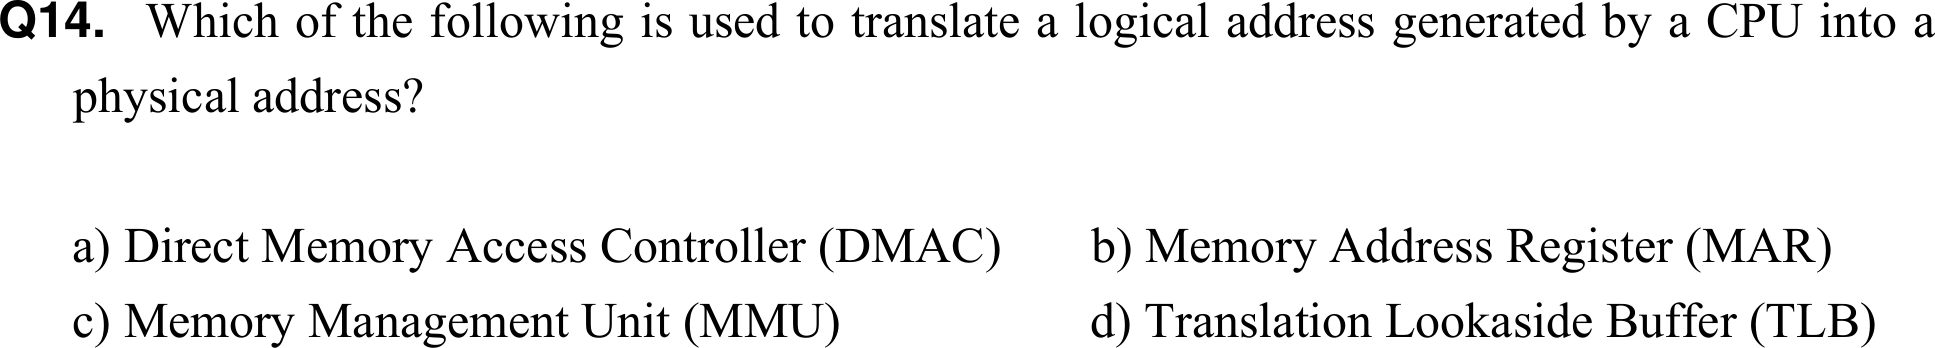 Q14. Which of the following is used to translate a logical address generated by a CPU into a
physical address?
a) Direct Memory Access Controller (DMAC) b) Memory Address Register (MAR)
c) Memory Management Unit (MMU) d) Translation Lookaside Buffer (TLB)